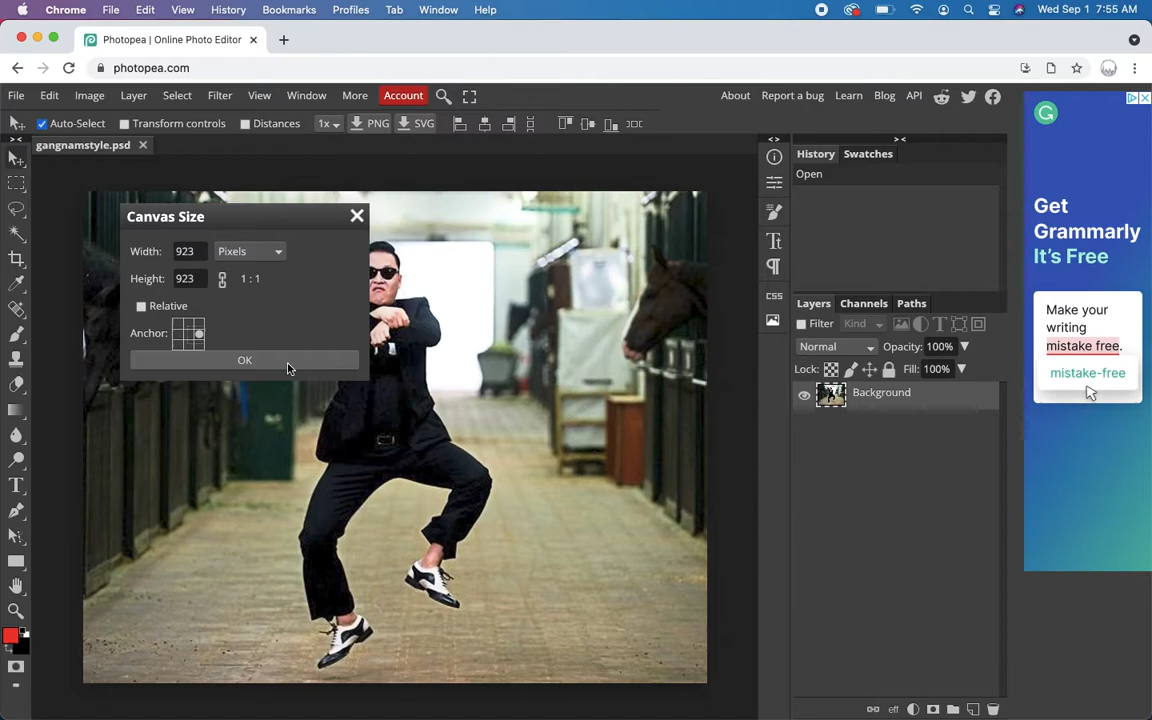 Chrome File Edit View History Bookmarks Profiles Tab Window Help Wed Sep 1 7:55 AM
Photopea | Online Photo Editor
photopea.com
File Edit Image Layer Select Filter View Window More Account About Report a bug Learn Blog API
Auto-Select Transform controls Distances 1x PNG SVG
gangnamstyle.psd
History Swatches
Open
Canvas Size
Width: 923 Pixels
Height: 923 1 : 1
Relative
Anchor:
OK
CSS
Layers Channels Paths
Filter Kind
Normal Opacity: 100%
Lock: Fill: 100%
Background
eff
Get
Grammarly
It's Free
Make your
writing
mistake free.
mistake-free